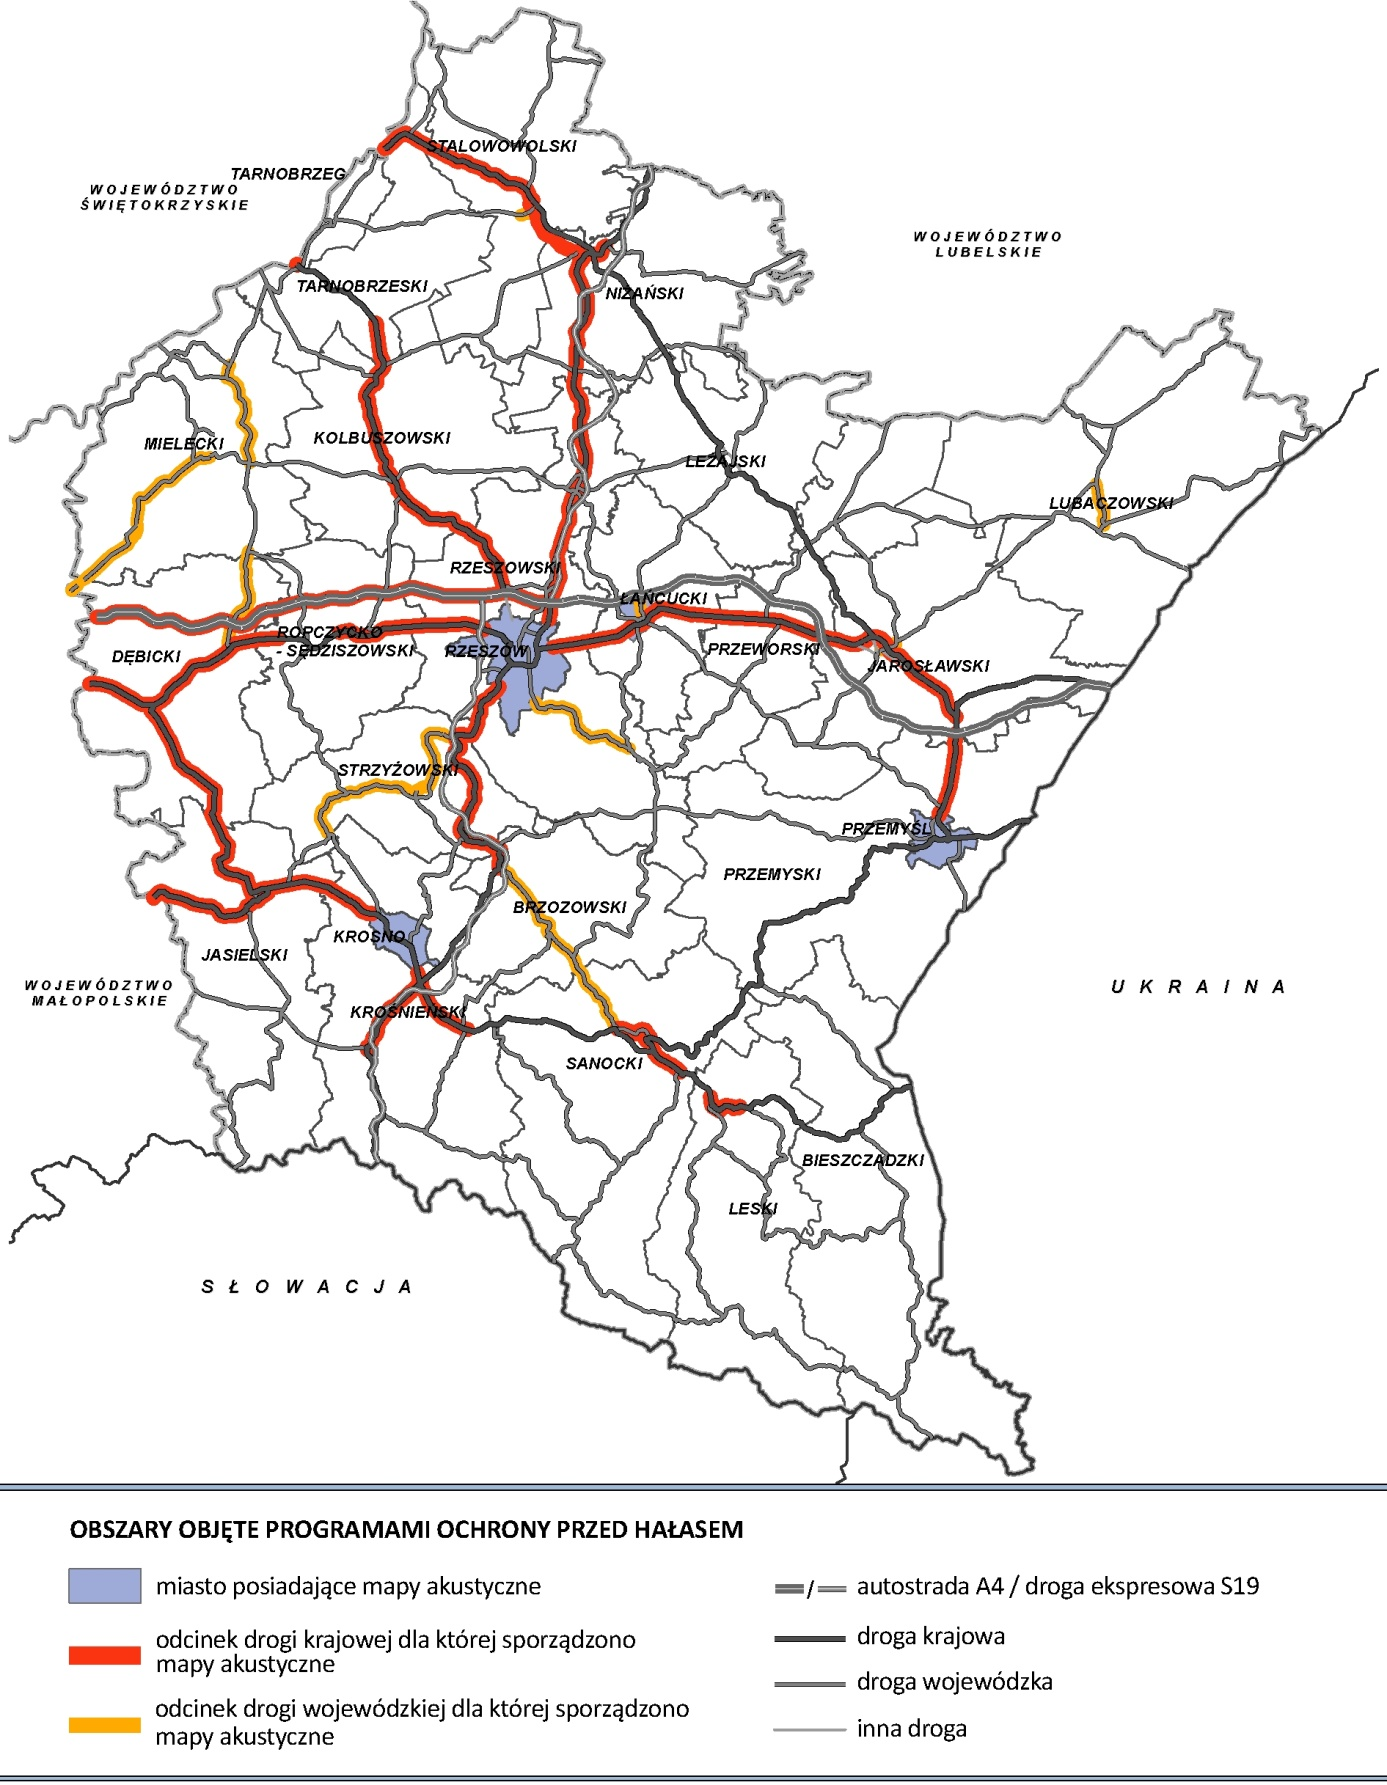 STALOWOWOLSKI
TARNOBRZEG
WOJEWÓDZTWO
ŚWIĘTOKRZYSKIE
WOJEWÓDZTWO
LUBELSKIE
TARNOBRZESKI
NIŻAŃSKI
MIELECKI
KOLBUSZOWSKI
LEŻAJSKI
LUBACZOWSKI
RZESZOWSKI
ŁAŃCUCKI
ROPCZYCKO
- SĘDZISZOWSKI
DĘBICKI
RZESZÓW
PRZEWORSKI
JAROSŁAWSKI
STRZYŻOWSKI
PRZEMYŚL
PRZEMYSKI
BRZOZOWSKI
KROSNO
JASIELSKI
WOJEWÓDZTWO
MAŁOPOLSKIE
UKRAINA
KROŚNIEŃSKI
SANOCKI
BIESZCZADZKI
LESKI
SŁOWACJA
OBSZARY OBJĘTE PROGRAMAMI OCHRONY PRZED HAŁASEM
miasto posiadające mapy akustyczne
odcinek drogi krajowej dla której sporządzono
mapy akustyczne
odcinek drogi wojewódzkiej dla której sporządzono
mapy akustyczne
/
autostrada A4 / droga ekspresowa S19
droga krajowa
droga wojewódzka
inna droga